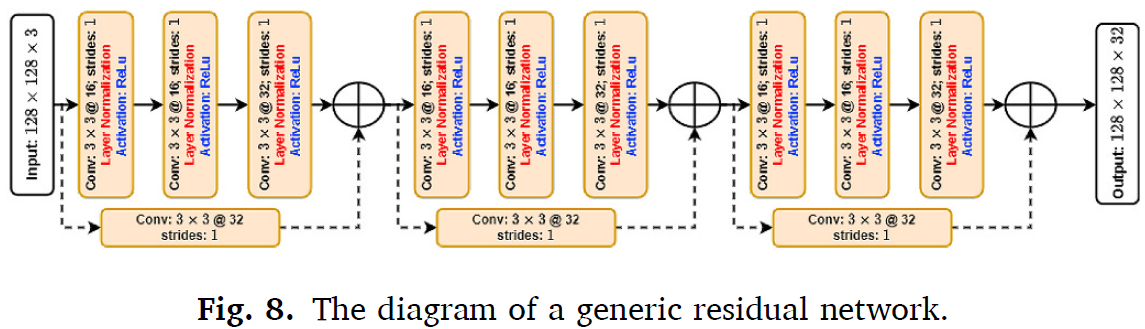 Input: 128 × 128 × 3
Conv: 3 × 3 @ 16; strides: 1
Layer Normalization
Activation: ReLu
Conv: 3 × 3 @ 16; strides: 1
Layer Normalization
Activation: ReLu
Conv: 3 × 3 @ 32; strides: 1
Layer Normalization
Activation: ReLu
Conv: 3 × 3 @ 32
strides: 1
Conv: 3 × 3 @ 16; strides: 1
Layer Normalization
Activation: ReLu
Conv: 3 × 3 @ 16; strides: 1
Layer Normalization
Activation: ReLu
Conv: 3 × 3 @ 32; strides: 1
Layer Normalization
Activation: ReLu
Conv: 3 × 3 @ 32
strides: 1
Conv: 3 × 3 @ 16; strides: 1
Layer Normalization
Activation: ReLu
Conv: 3 × 3 @ 16; strides: 1
Layer Normalization
Activation: ReLu
Conv: 3 × 3 @ 32; strides: 1
Layer Normalization
Activation: ReLu
Conv: 3 × 3 @ 32
strides: 1
Output: 128 × 128 × 32
Fig. 8. The diagram of a generic residual network.